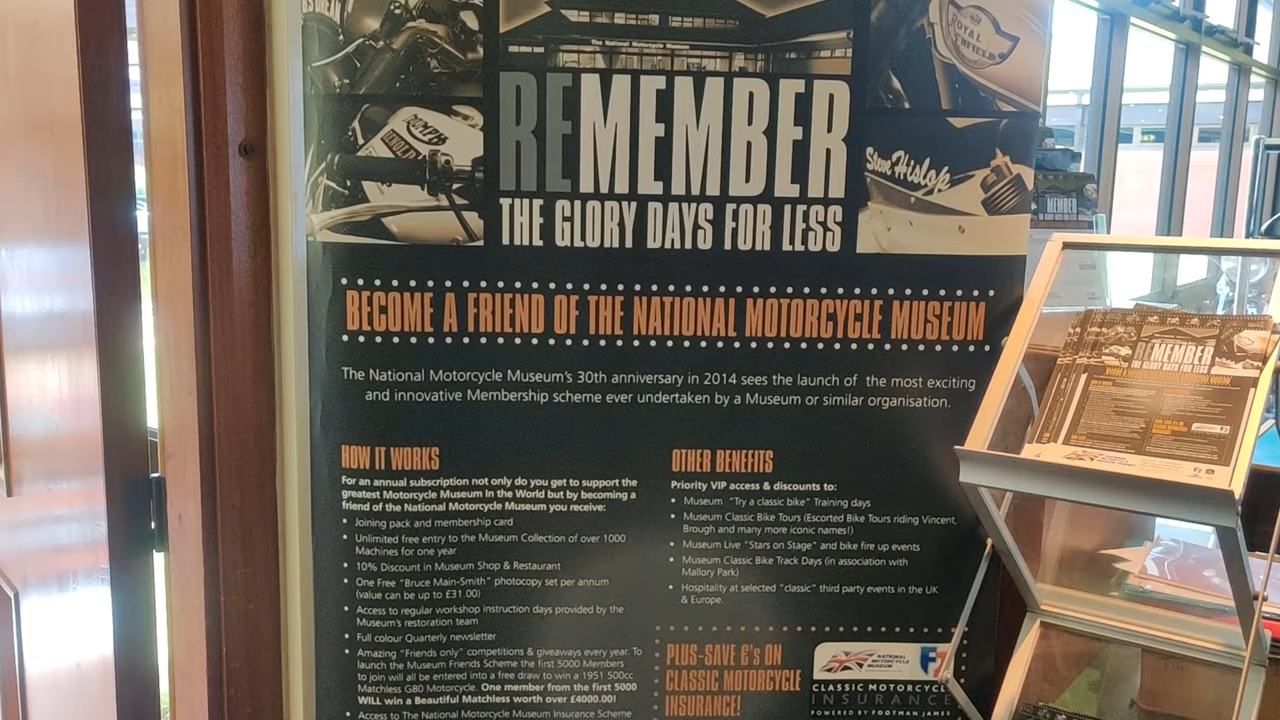 The National Motorcycle Museum
ROYAL
ENFIELD
TRIUMPH
Steve Hislop
REMEMBER
THE GLORY DAYS FOR LESS
BECOME A FRIEND OF THE NATIONAL MOTORCYCLE MUSEUM
The National Motorcycle Museum's 30th anniversary in 2014 sees the launch of the most exciting
and innovative Membership scheme ever undertaken by a Museum or similar organisation.
HOW IT WORKS
For an annual subscription not only do you get to support the
greatest Motorcycle Museum In the World but by becoming a
friend of the National Motorcycle Museum you receive:
• Joining pack and membership card
• Unlimited free entry to the Museum Collection of over 1000
Machines for one year
• 10% Discount in Museum Shop & Restaurant
• One Free "Bruce Main-Smith" photocopy set per annum
(value can be up to £31.00)
• Access to regular workshop instruction days provided by the
Museum's restoration team
• Full colour Quarterly newsletter
• Amazing "Friends only" competitions & giveaways every year. To
launch the Museum Friends Scheme the first 5000 Members
to join will all be entered into a free draw to win a 1951 500cc
Matchless G80 Motorcycle. One member from the first 5000
WILL win a Beautiful Matchless worth over £4000.00!
• Access to The National Motorcycle Museum Insurance Scheme
OTHER BENEFITS
Priority VIP access & discounts to:
• Museum "Try a classic bike" Training days
• Museum Classic Bike Tours (Escorted Bike Tours riding Vincent,
Brough and many more iconic names!)
• Museum Live "Stars on Stage" and bike fire up events
• Museum Classic Bike Track Days (in association with
Mallory Park)
• Hospitality at selected "classic" third party events in the UK
& Europe.
PLUS-SAVE £'s ON
CLASSIC MOTORCYCLE
INSURANCE!
NATIONAL
MOTORCYCLE
MUSEUM
CLASSIC MOTORCYCLE
INSURANCE
POWERED BY FOOTMAN JAMES
REMEMBER
REMEMBER
THE GLORY DAYS FOR LESS